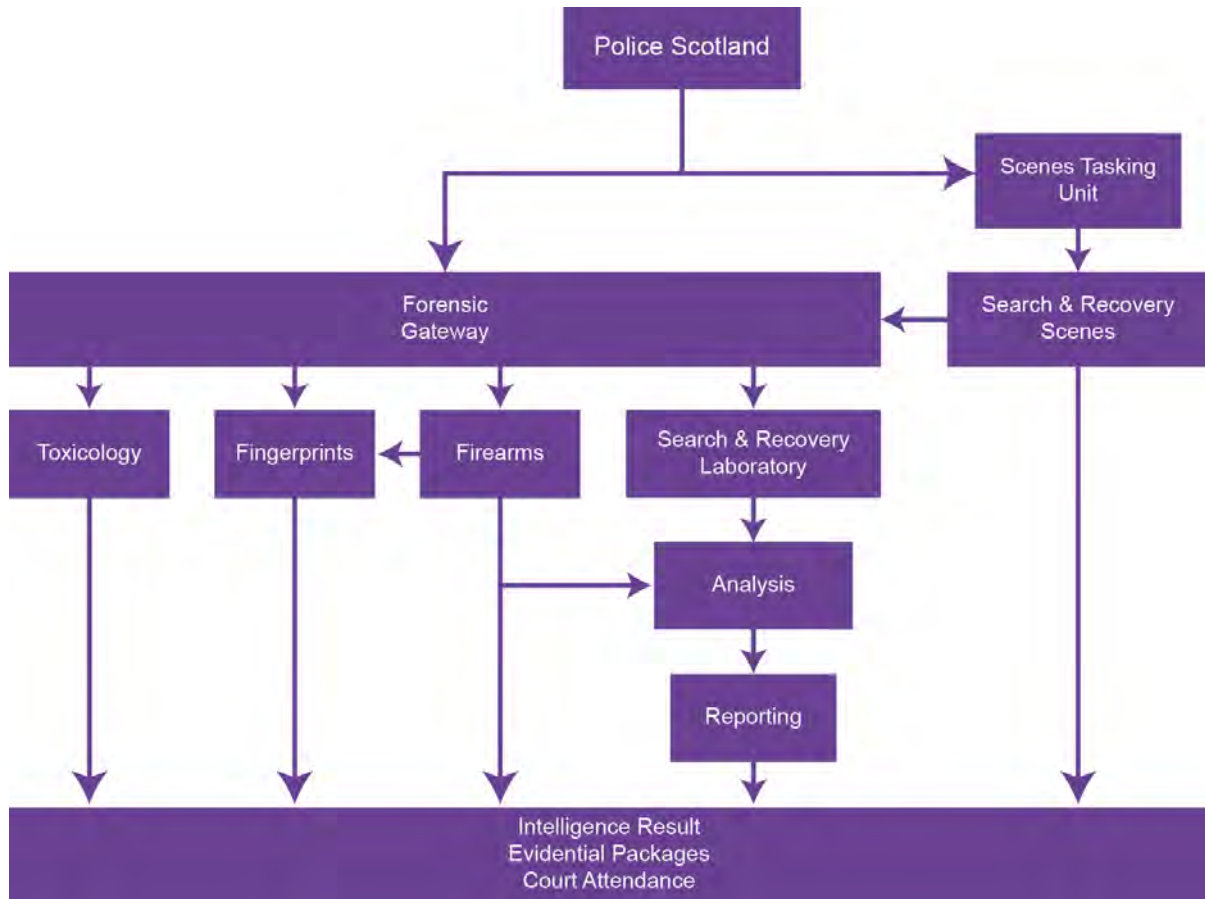 Police Scotland
Scenes Tasking
Unit
Forensic
Gateway
Search & Recovery
Scenes
Toxicology
Fingerprints
Firearms
Search & Recovery
Laboratory
Analysis
Reporting
Intelligence Result
Evidential Packages
Court Attendance